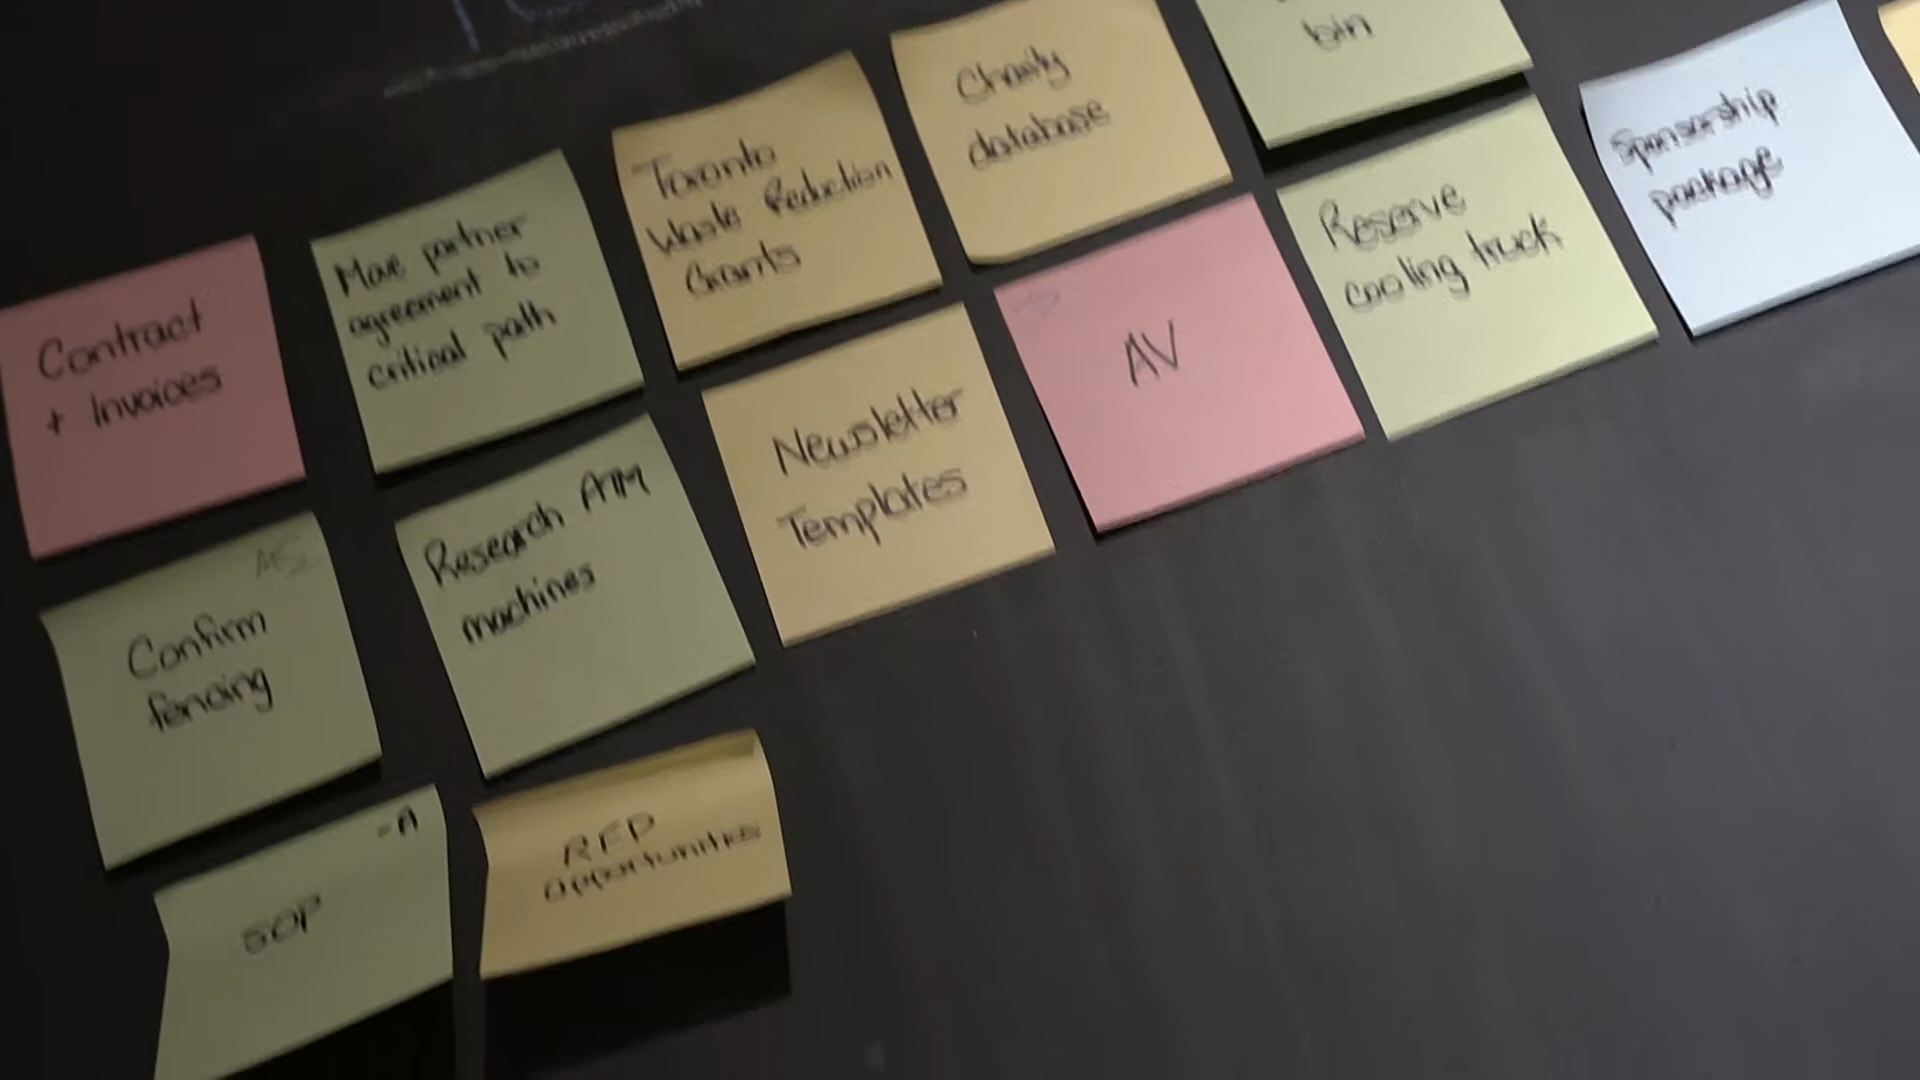 Contract
+ Invoices
Move partner
agreement to
critical path
Toronto
Waste Reduction
Grants
Charity
database
bin
Sponsorship
package
Confirm
fencing
Research ATM
machines
Newsletter
Templates
AV
Reserve
cooling truck
-A
SOP
RFP
opportunities